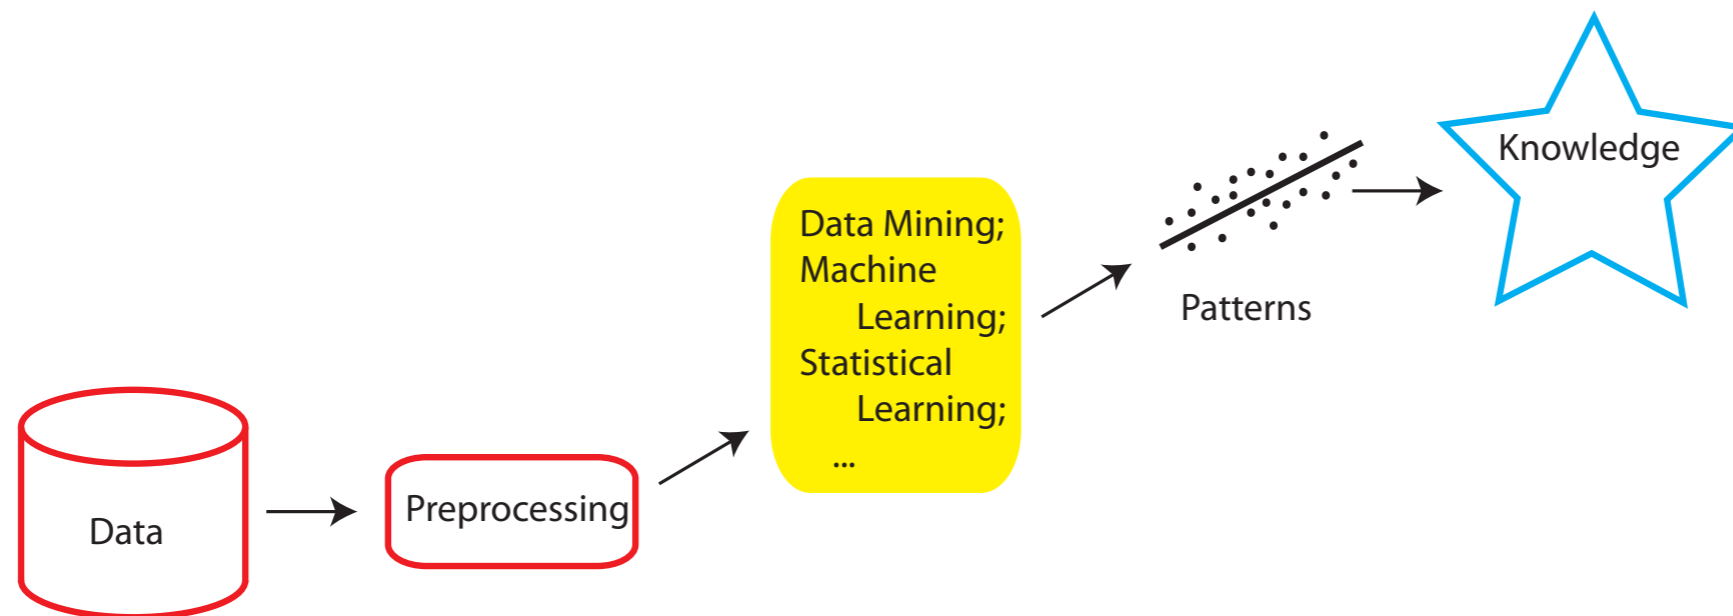 Data
Preprocessing
Data Mining;
Machine
Learning;
Statistical
Learning;
...
Patterns
Knowledge